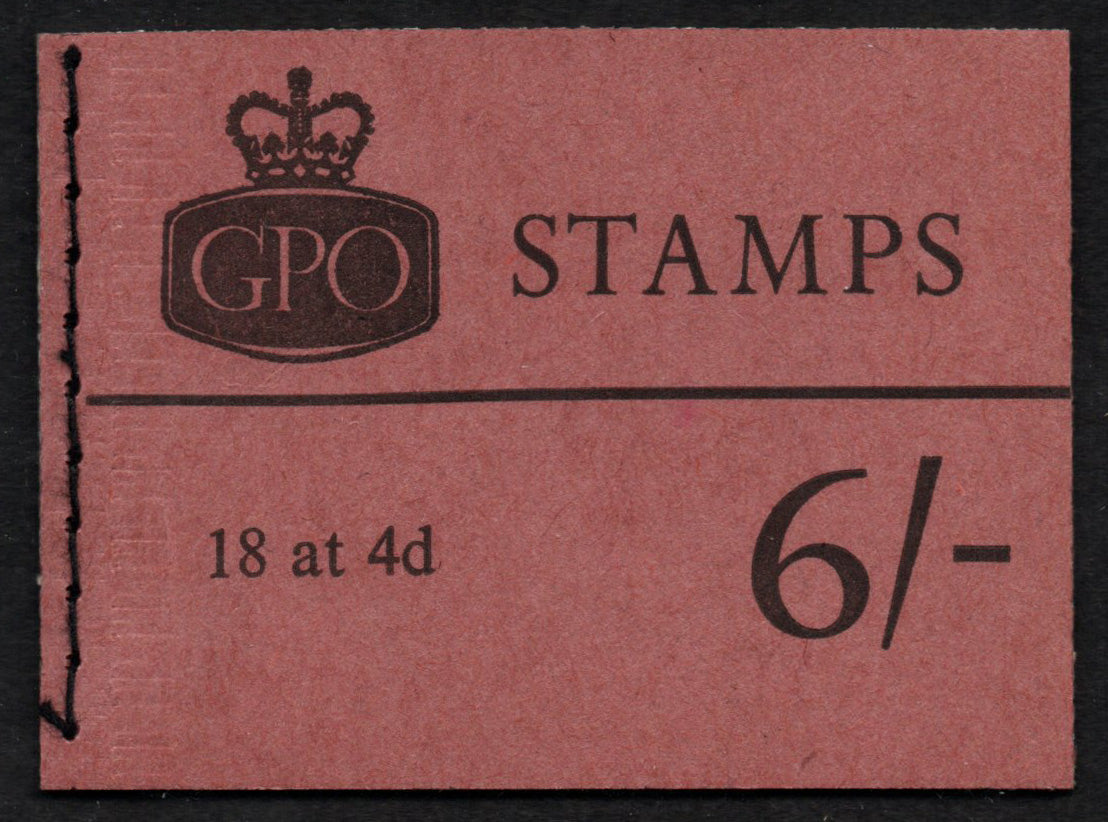 GPO
STAMPS
18 at 4d
6/-